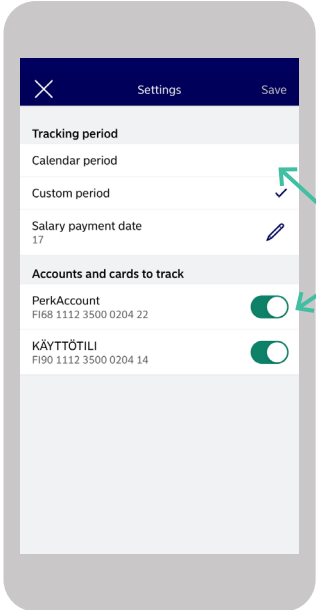 Settings
Save
Tracking period
Calendar period
Custom period
Salary payment date
17
Accounts and cards to track
PerkAccount
FI68 1112 3500 0204 22
KÄYTTÖTILI
FI90 1112 3500 0204 14